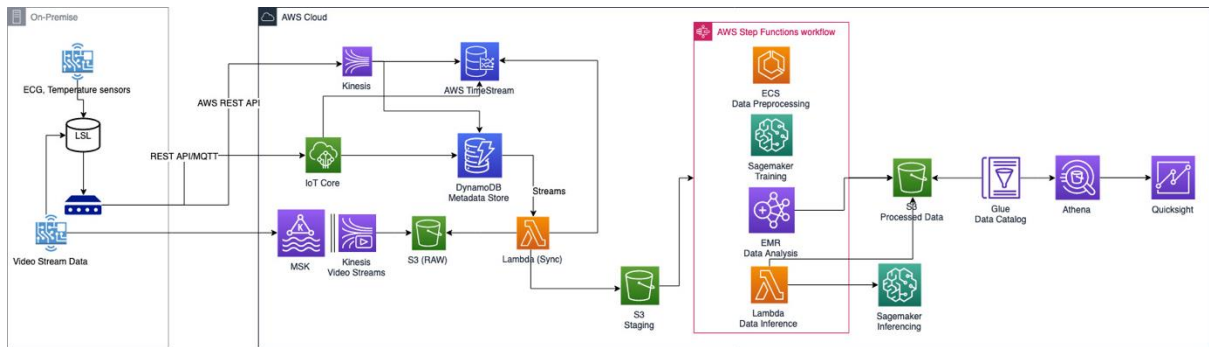 On-Premise
ECG, Temperature sensors
LSL
Video Stream Data
AWS Cloud
AWS REST API
REST API/MQTT
Kinesis
AWS TimeStream
IoT Core
DynamoDB
Metadata Store
Streams
MSK
Kinesis
Video Streams
S3 (RAW)
Lambda (Sync)
S3
Staging
AWS Step Functions workflow
ECS
Data Preprocessing
Sagemaker
Training
EMR
Data Analysis
Lambda
Data Inference
S3
Processed Data
Sagemaker
Inferencing
Glue
Data Catalog
Athena
Quicksight